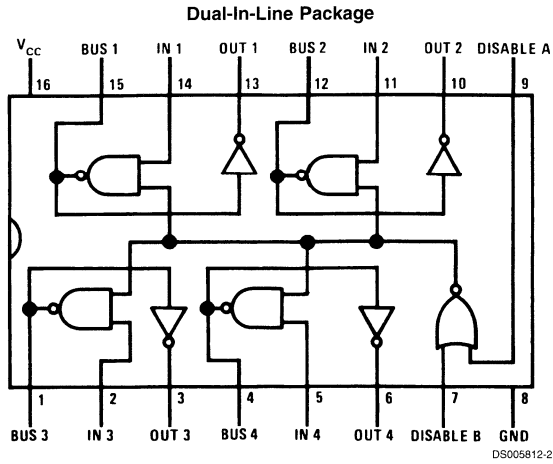 Dual-In-Line Package
VCC BUS 1 IN 1 OUT 1 BUS 2 IN 2 OUT 2 DISABLE A
16 15 14 13 12 11 10 9
1 2 3 4 5 6 7 8
BUS 3 IN 3 OUT 3 BUS 4 IN 4 OUT 4 DISABLE B GND
DS005812-2